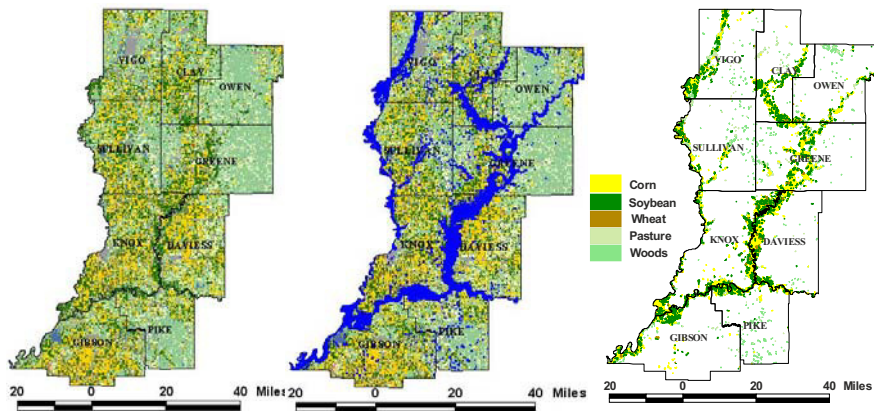 VIGO
CLAY
OWEN
SULLIVAN
GREENE
KNOX
DAVIESS
PIKE
GIBSON
20 0 20 40 Miles
VIGO
CLAY
OWEN
SULLIVAN
GREENE
KNOX
DAVIESS
PIKE
GIBSON
20 0 20 40 Miles
Corn
Soybean
Wheat
Pasture
Woods
VIGO
CLAY
OWEN
SULLIVAN
GREENE
KNOX
DAVIESS
PIKE
GIBSON
20 0 20 40 Miles